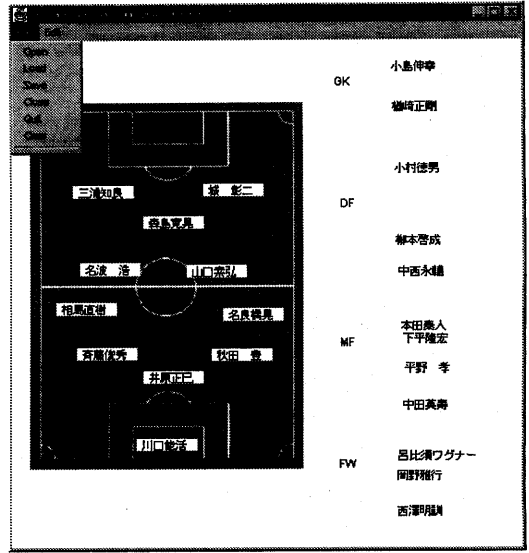 Edit
Open
Load
Save
Close
Cut
小島伸幸
GK
楢崎正剛
小村徳男
DF
柳本啓成
中西永輔
本田泰人
下平隆宏
MF
平野 孝
中田英寿
呂比須ワグナー
FW
岡野雅行
西澤明訓
三浦知良
城 彰二
森島寛晃
名波 浩
山口素弘
相馬直樹
名良橋晃
斉藤俊秀
秋田 豊
井原正巳
川口能活